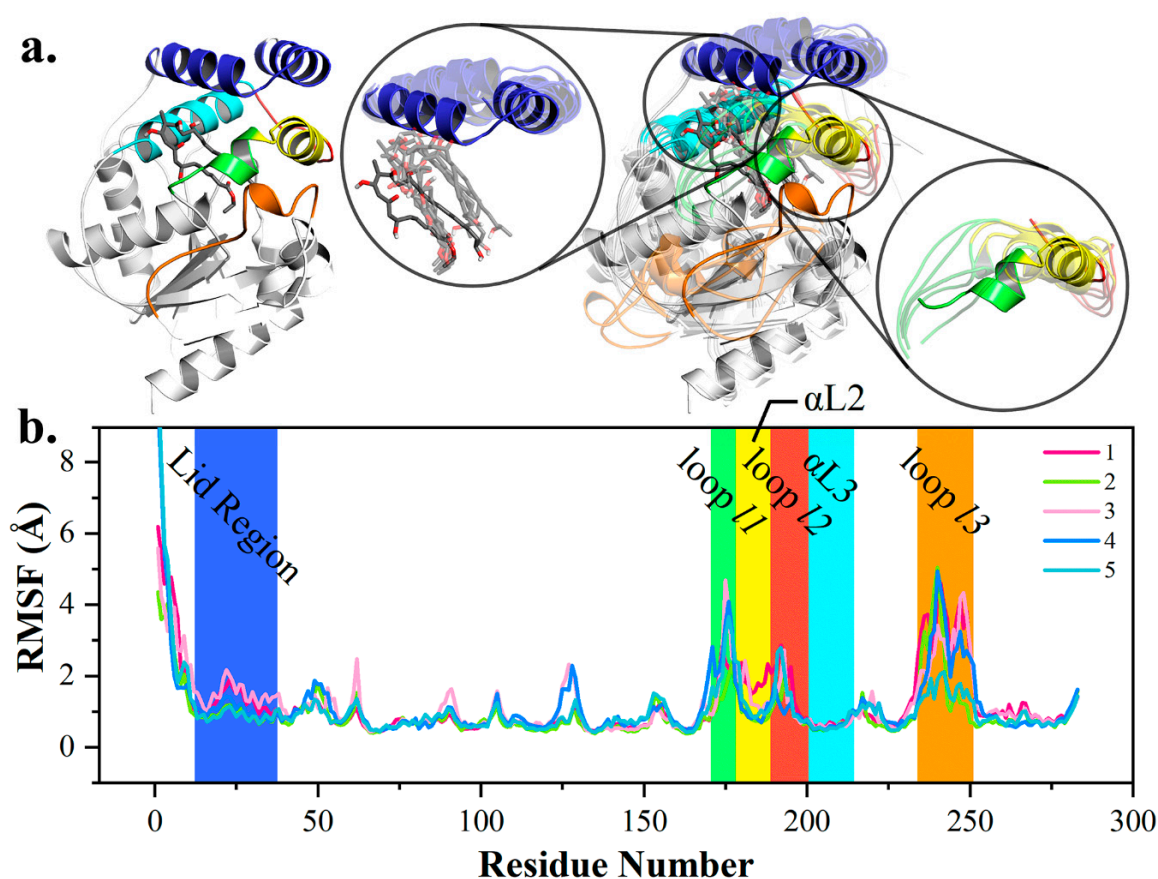 a.
αL2
b.
Lid Region
loop l1
loop l2
αL3
loop l3
1
2
3
4
5
8
6
4
2
0
RMSF (Å)
0 50 100 150 200 250 300
Residue Number